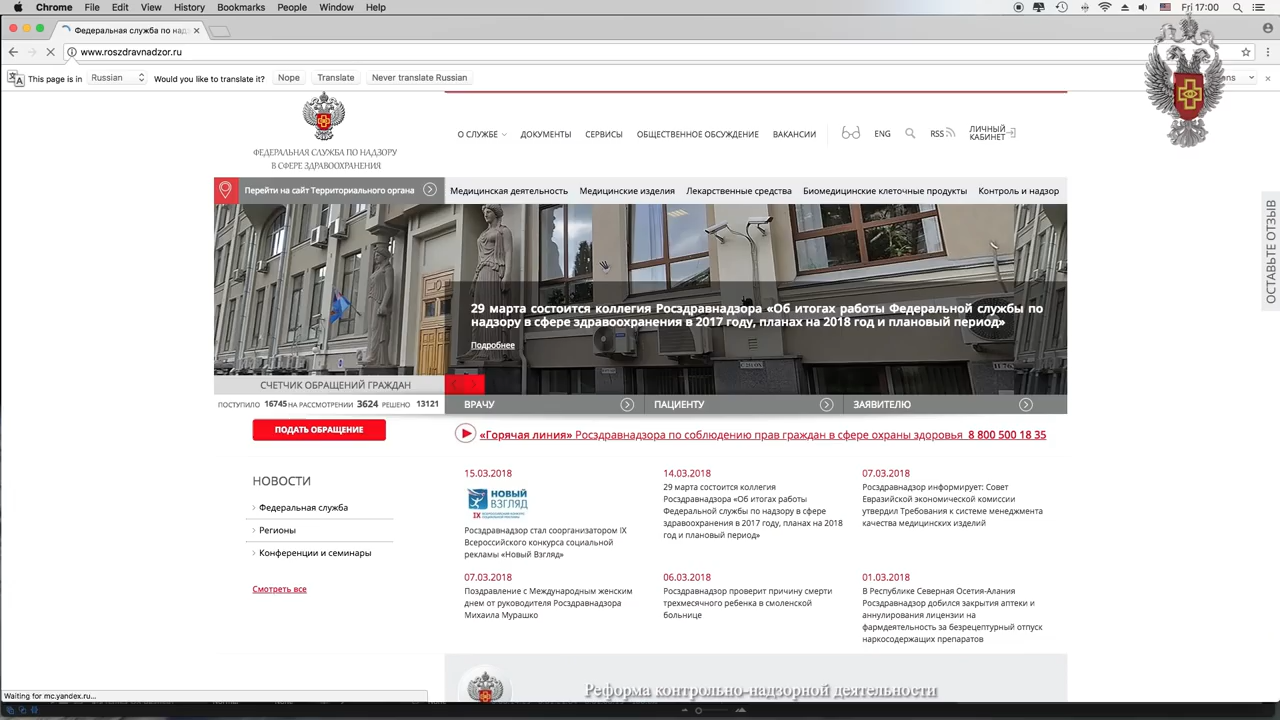 Chrome File Edit View History Bookmarks People Window Help
Fri 17:00
Федеральная служба по над
www.roszdravnadzor.ru
This page is in Russian Would you like to translate it? Nope Translate Never translate Russian
ФЕДЕРАЛЬНАЯ СЛУЖБА ПО НАДЗОРУ
В СФЕРЕ ЗДРАВООХРАНЕНИЯ
О СЛУЖБЕ ДОКУМЕНТЫ СЕРВИСЫ ОБЩЕСТВЕННОЕ ОБСУЖДЕНИЕ ВАКАНСИИ ENG RSS
ЛИЧНЫЙ
КАБИНЕТ
Перейти на сайт Территориального органа
Медицинская деятельность Медицинские изделия Лекарственные средства Биомедицинские клеточные продукты Контроль и надзор
ОСТАВЬТЕ ОТЗЫВ
29 марта состоится коллегия Росздравнадзора «Об итогах работы Федеральной службы по
надзору в сфере здравоохранения в 2017 году, планах на 2018 год и плановый период»
Подробнее
СЧЕТЧИК ОБРАЩЕНИЙ ГРАЖДАН
ПОСТУПИЛО 16745 НА РАССМОТРЕНИИ 3624 РЕШЕНО 13121
ВРАЧУ ПАЦИЕНТУ ЗАЯВИТЕЛЮ
ПОДАТЬ ОБРАЩЕНИЕ
«Горячая линия» Росздравнадзора по соблюдению прав граждан в сфере охраны здоровья 8 800 500 18 35
НОВОСТИ
Федеральная служба
Регионы
Конференции и семинары
Смотреть все
15.03.2018
НОВЫЙ
ВЗГЛЯД
Росздравнадзор стал соорганизатором IX
Всероссийского конкурса социальной
рекламы «Новый Взгляд»
14.03.2018
29 марта состоится коллегия
Росздравнадзора «Об итогах работы
Федеральной службы по надзору в сфере
здравоохранения в 2017 году, планах на 2018
год и плановый период»
07.03.2018
Росздравнадзор информирует: Совет
Евразийской экономической комиссии
утвердил Требования к системе менеджмента
качества медицинских изделий
07.03.2018
Поздравление с Международным женским
днем от руководителя Росздравнадзора
Михаила Мурашко
06.03.2018
Росздравнадзор проверит причину смерти
трехмесячного ребенка в смоленской
больнице
01.03.2018
В Республике Северная Осетия-Алания
Росздравнадзор добился закрытия аптеки и
аннулирования лицензии на
фармдеятельность за безрецептурный отпуск
наркосодержащих препаратов
Реформа контрольно-надзорной деятельности
Waiting for mc.yandex.ru...